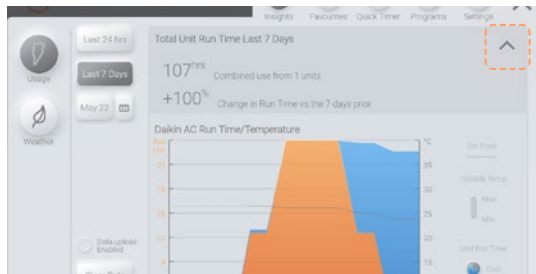 Insights Favourites Quick Timer Programs Settings
Last 24 hrs
Total Unit Run Time Last 7 Days
Usage
Last 7 Days
107hrs Combined use from 1 units
+100% Change in Run Time vs the 7 days prior
May 22
Weather
Daikin AC Run Time/Temperature
Run
Hrs
°C
Set Point
35
Outside Temp
30
Max
Min
25
Data upload
Enabled
20
Unit Run Time
Cool
15